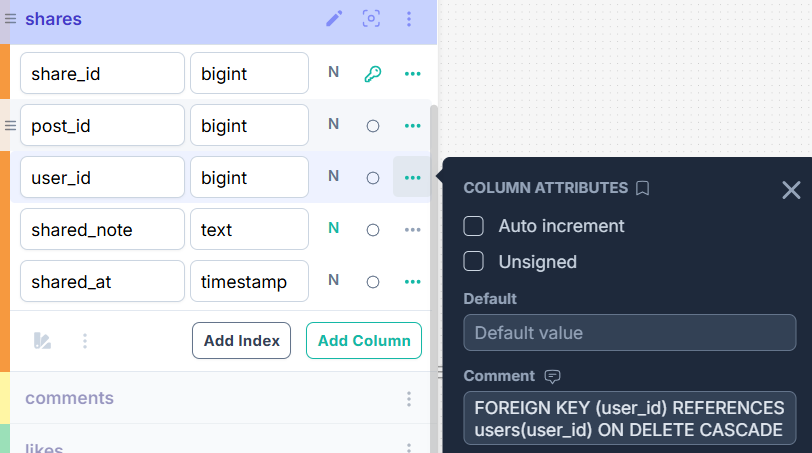 shares
share_id bigint N
post_id bigint N
user_id bigint N
shared_note text N
shared_at timestamp N
Add Index Add Column
comments
likes
COLUMN ATTRIBUTES
Auto increment
Unsigned
Default
Default value
Comment
FOREIGN KEY (user_id) REFERENCES
users(user_id) ON DELETE CASCADE